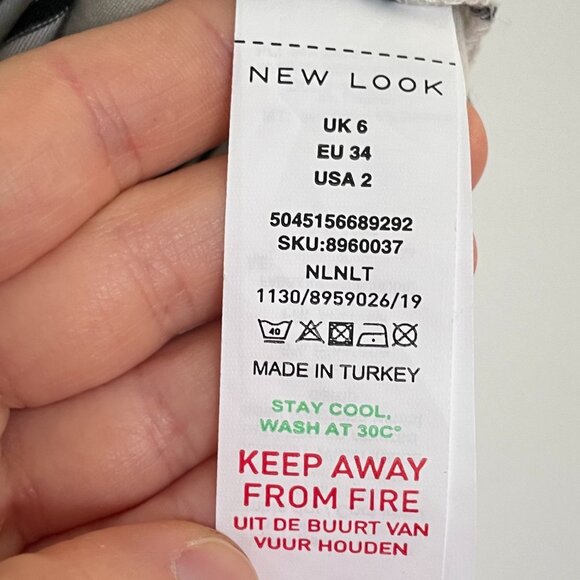 NEW LOOK
UK 6
EU 34
USA 2
5045156689292
SKU:8960037
NLNLT
1130/8959026/19
40
MADE IN TURKEY
STAY COOL,
WASH AT 30C°
KEEP AWAY
FROM FIRE
UIT DE BUURT VAN
VUUR HOUDEN